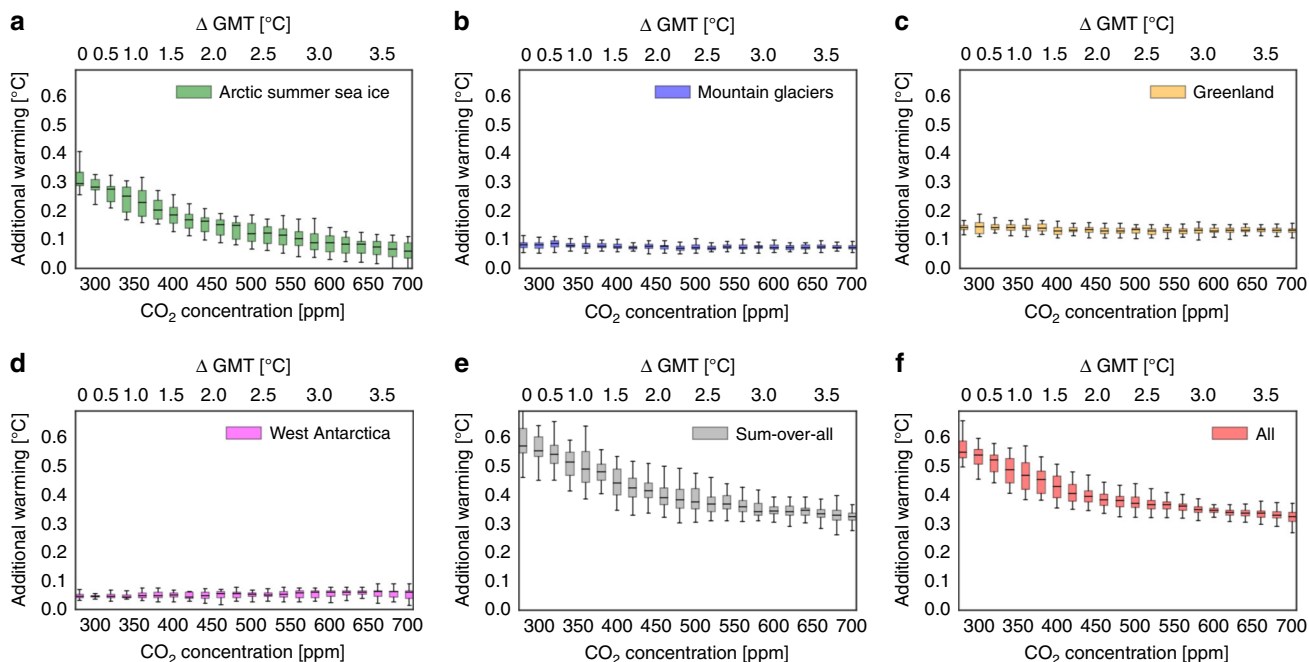 a
Δ GMT [°C]
0 0.5 1.0 1.5 2.0 2.5 3.0 3.5
Additional warming [°C]
0.6
0.5
0.4
0.3
0.2
0.1
0.0
Arctic summer sea ice
300 350 400 450 500 550 600 650 700
CO2 concentration [ppm]
b
Δ GMT [°C]
0 0.5 1.0 1.5 2.0 2.5 3.0 3.5
Additional warming [°C]
0.6
0.5
0.4
0.3
0.2
0.1
0.0
Mountain glaciers
300 350 400 450 500 550 600 650 700
CO2 concentration [ppm]
c
Δ GMT [°C]
0 0.5 1.0 1.5 2.0 2.5 3.0 3.5
Additional warming [°C]
0.6
0.5
0.4
0.3
0.2
0.1
0.0
Greenland
300 350 400 450 500 550 600 650 700
CO2 concentration [ppm]
d
Δ GMT [°C]
0 0.5 1.0 1.5 2.0 2.5 3.0 3.5
Additional warming [°C]
0.6
0.5
0.4
0.3
0.2
0.1
0.0
West Antarctica
300 350 400 450 500 550 600 650 700
CO2 concentration [ppm]
e
Δ GMT [°C]
0 0.5 1.0 1.5 2.0 2.5 3.0 3.5
Additional warming [°C]
0.6
0.5
0.4
0.3
0.2
0.1
0.0
Sum-over-all
300 350 400 450 500 550 600 650 700
CO2 concentration [ppm]
f
Δ GMT [°C]
0 0.5 1.0 1.5 2.0 2.5 3.0 3.5
Additional warming [°C]
0.6
0.5
0.4
0.3
0.2
0.1
0.0
All
300 350 400 450 500 550 600 650 700
CO2 concentration [ppm]